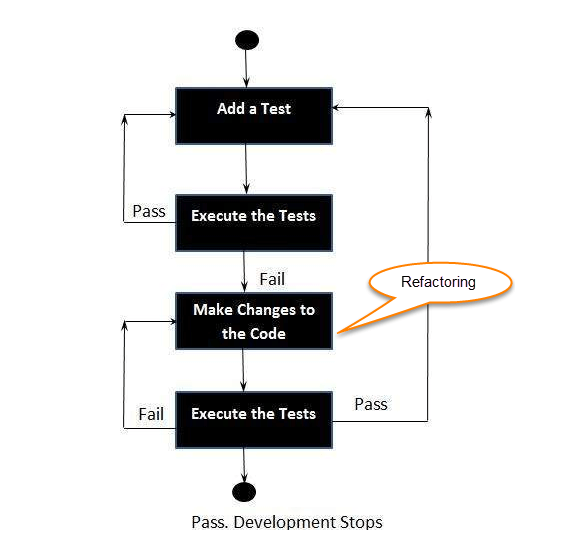 Add a Test
Pass
Execute the Tests
Fail
Refactoring
Make Changes to
the Code
Fail
Execute the Tests
Pass
Pass. Development Stops